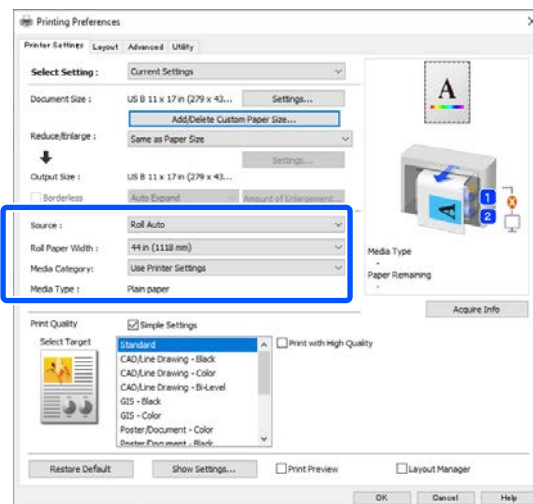 Printing Preferences
Printer Settings Layout Advanced Utility
Select Setting : Current Settings
Document Size : US B 11 x 17 in (279 x 43... Settings...
Add/Delete Custom Paper Size...
Reduce/Enlarge : Same as Paper Size
Settings...
Output Size : US B 11 x 17 in (279 x 43...
Borderless Auto Expand Amount of Enlargement...
Source : Roll Auto
Roll Paper Width : 44 in (1118 mm)
Media Category: Use Printer Settings
Media Type : Plain paper
A
A
1
2
Media Type
-
Paper Remaining
-
Acquire Info
Print Quality Simple Settings
Select Target
Standard
CAD/Line Drawing - Black
CAD/Line Drawing - Color
CAD/Line Drawing - Bi-Level
GIS - Black
GIS - Color
Poster/Document - Color
Poster/Document - Black
Print with High Quality
Restore Default Show Settings... Print Preview Layout Manager
OK Cancel Help